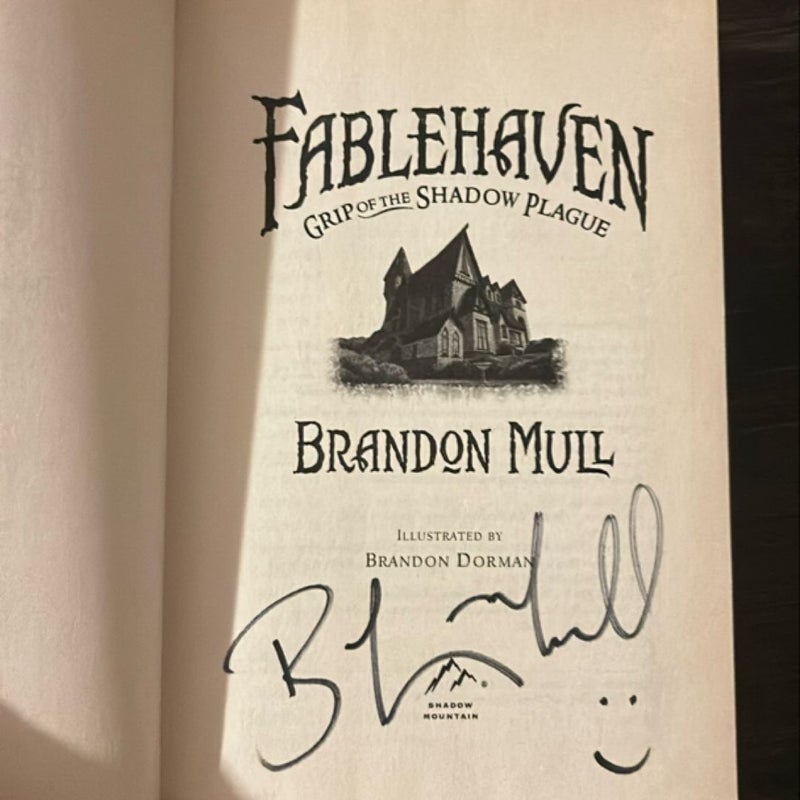 FABLEHAVEN
GRIP OF THE SHADOW PLAGUE
BRANDON MULL
ILLUSTRATED BY
BRANDON DORMAN
SHADOW
MOUNTAIN